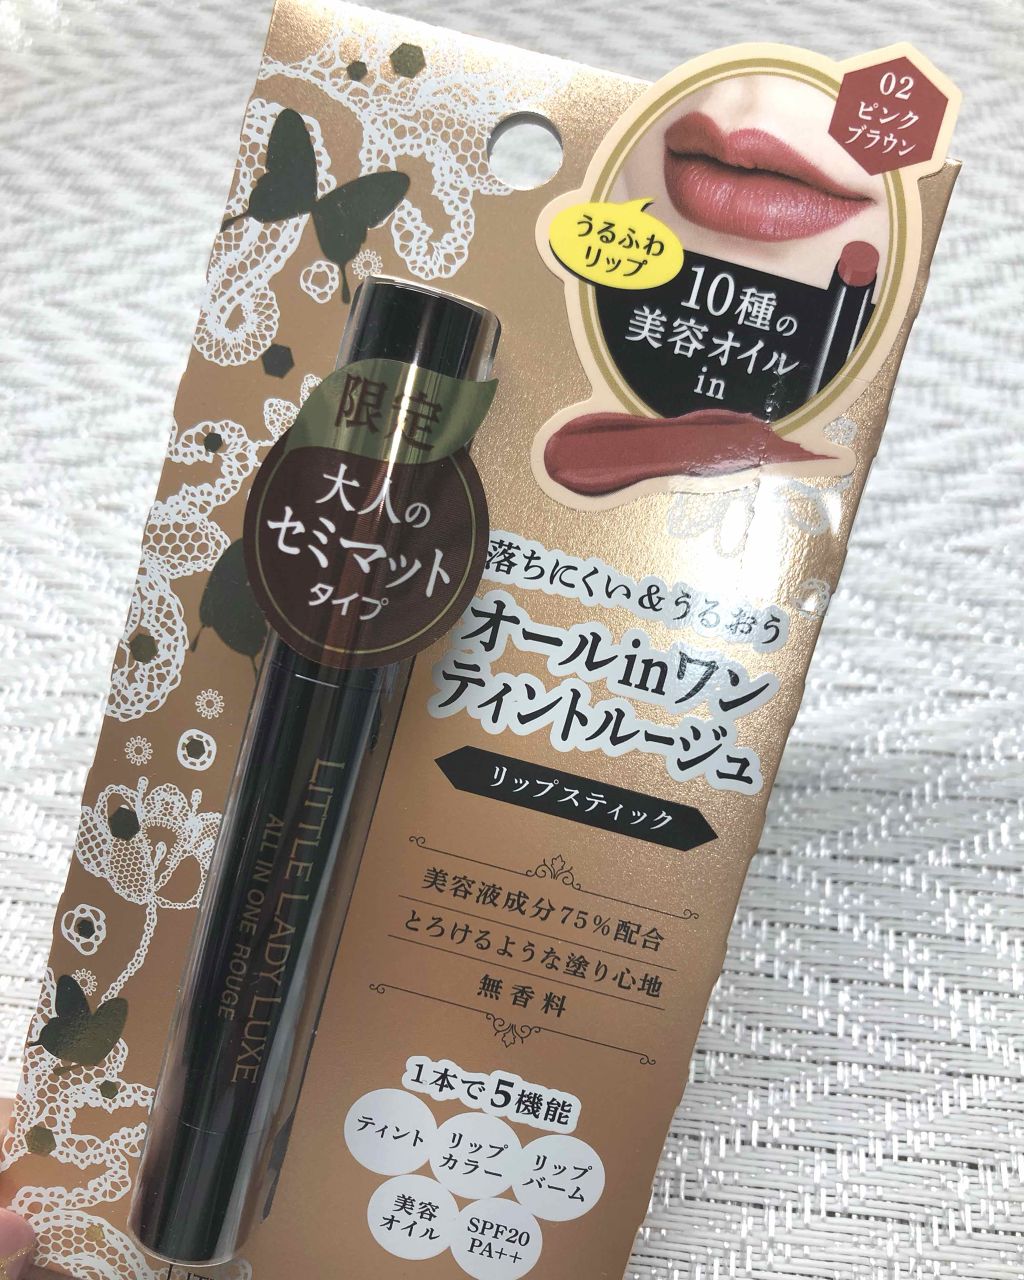 02
ピンク
ブラウン
うるふわ
リップ
10種の
美容オイル
in
限定
大人の
セミマット
タイプ
落ちにくい&うるおう
オールinワン
ティントルージュ
リップスティック
LITTLE LADY LUXE
ALL IN ONE ROUGE
美容液成分75%配合
とろけるような塗り心地
無香料
1本で5機能
ティント
リップ
カラー
リップ
バーム
美容
オイル
SPF20
PA++